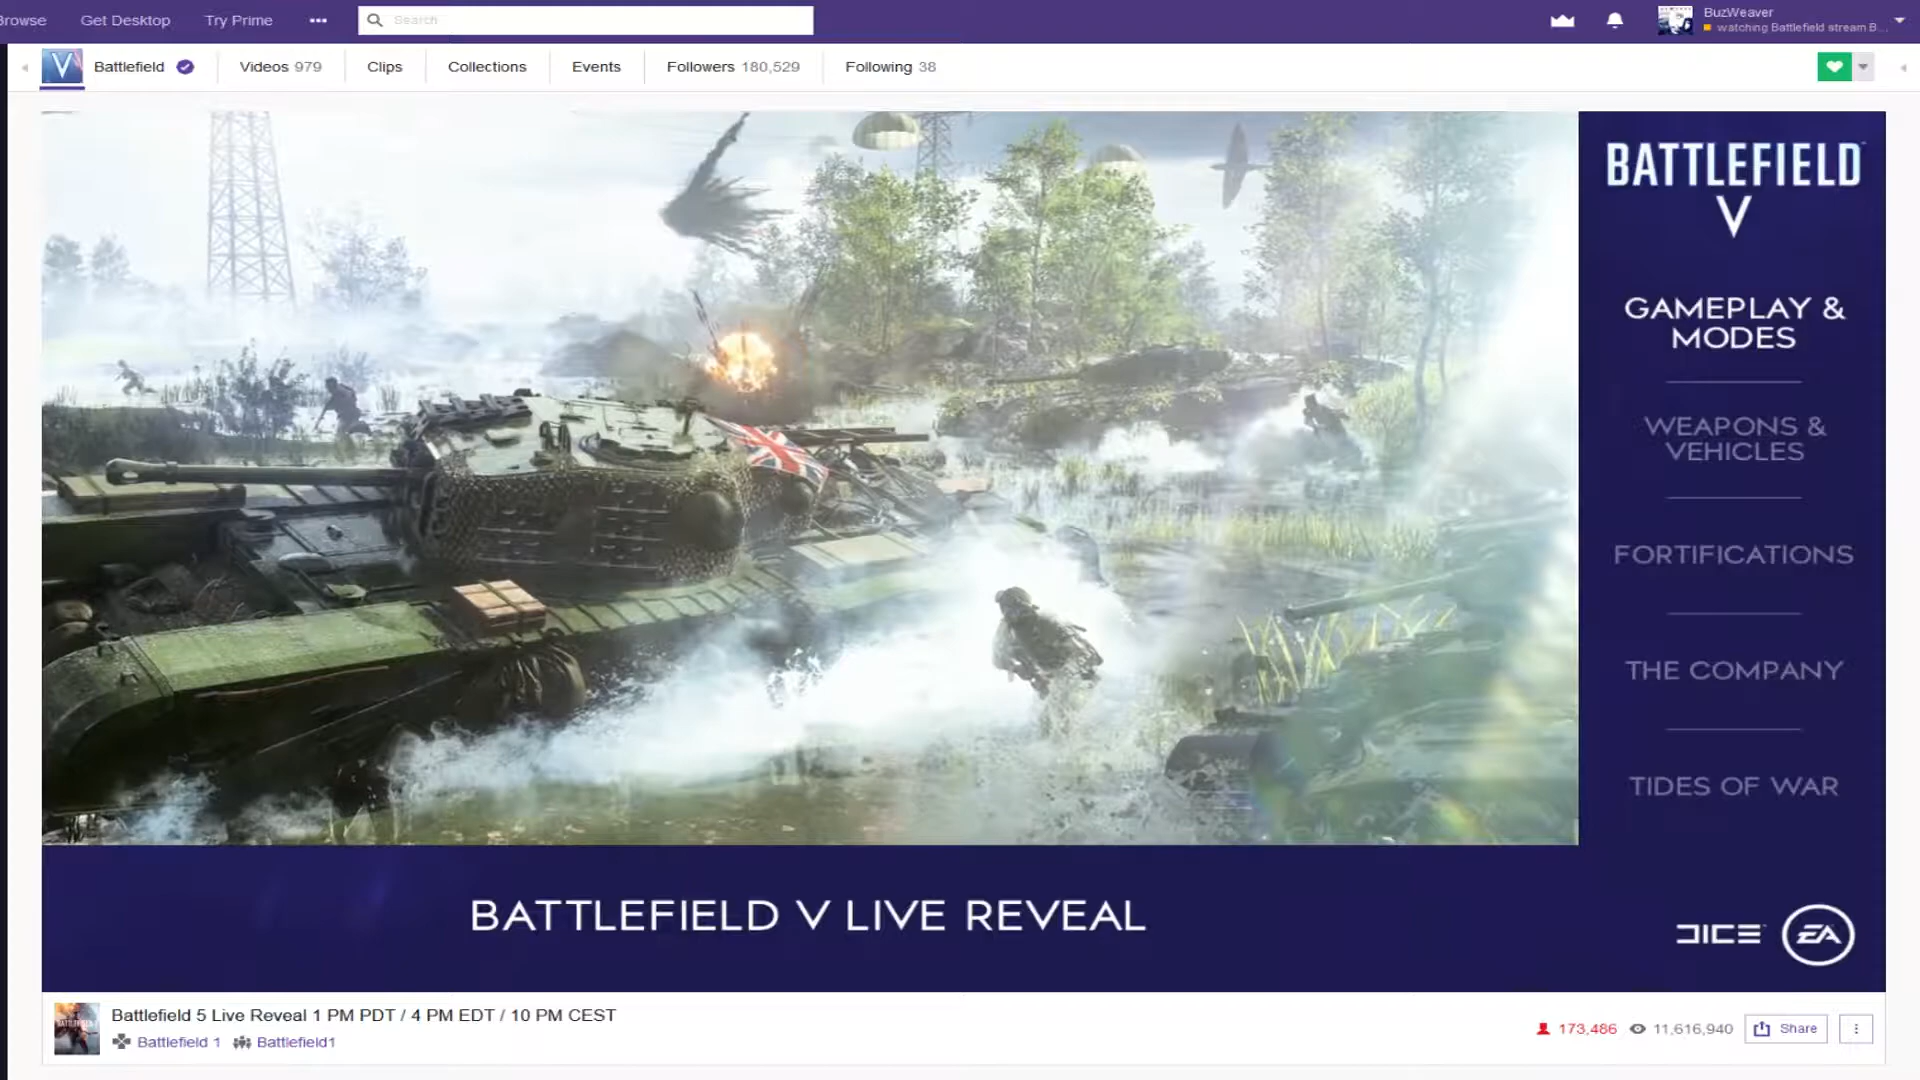 Browse Get Desktop Try Prime ••• Search BuzWeaver
watching Battlefield stream B...
V Battlefield Videos 979 Clips Collections Events Followers 180,529 Following 38
BATTLEFIELD
V
GAMEPLAY &
MODES
WEAPONS &
VEHICLES
FORTIFICATIONS
THE COMPANY
TIDES OF WAR
BATTLEFIELD V LIVE REVEAL
DICE EA
Battlefield 5 Live Reveal 1 PM PDT / 4 PM EDT / 10 PM CEST
Battlefield 1 Battlefield1
173,486 11,616,940 Share